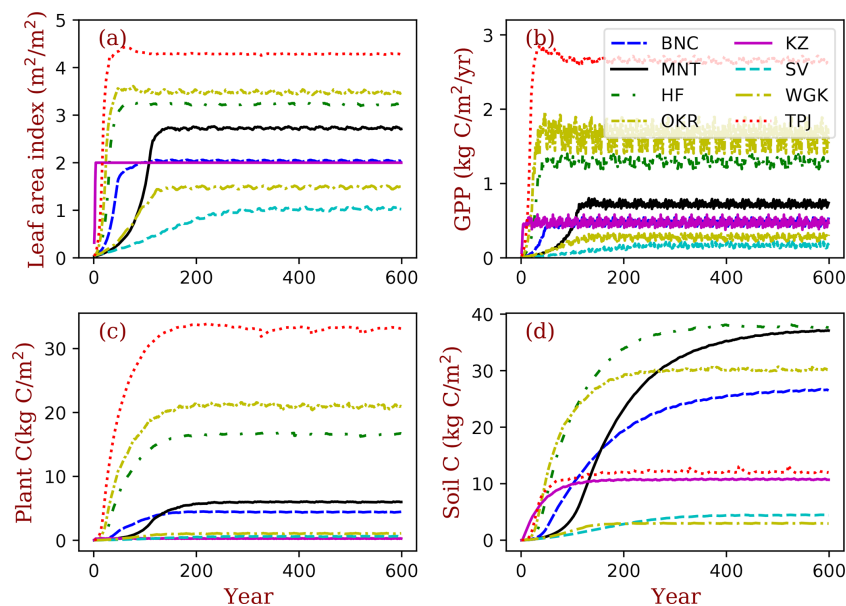 (a)
Leaf area index (m²/m²)
5
4
3
2
1
0
0 200 400 600
(b)
GPP (kg C/m²/yr)
3
2
1
0
0 200 400 600
BNC
MNT
HF
OKR
KZ
SV
WGK
TPJ
(c)
Plant C(kg C/m²)
30
20
10
0
0 200 400 600
Year
(d)
Soil C (kg C/m²)
40
30
20
10
0
0 200 400 600
Year